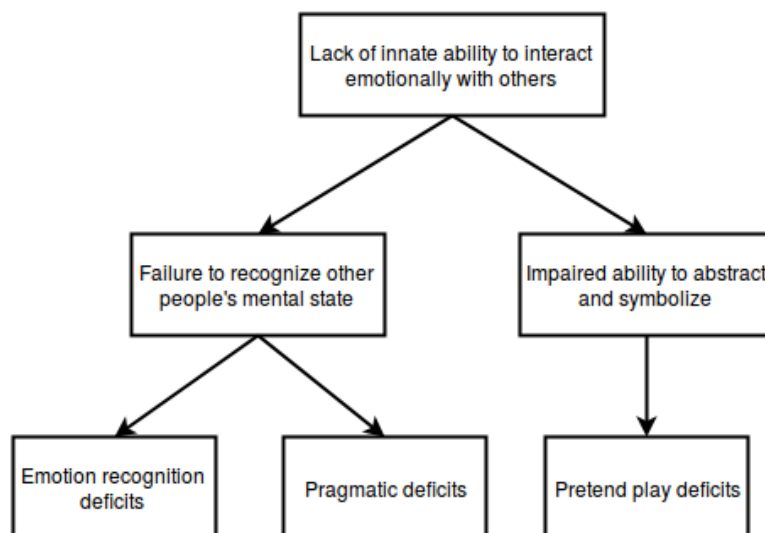 Lack of innate ability to interact
emotionally with others
Failure to recognize other
people's mental state
Impaired ability to abstract
and symbolize
Emotion recognition
deficits
Pragmatic deficits
Pretend play deficits